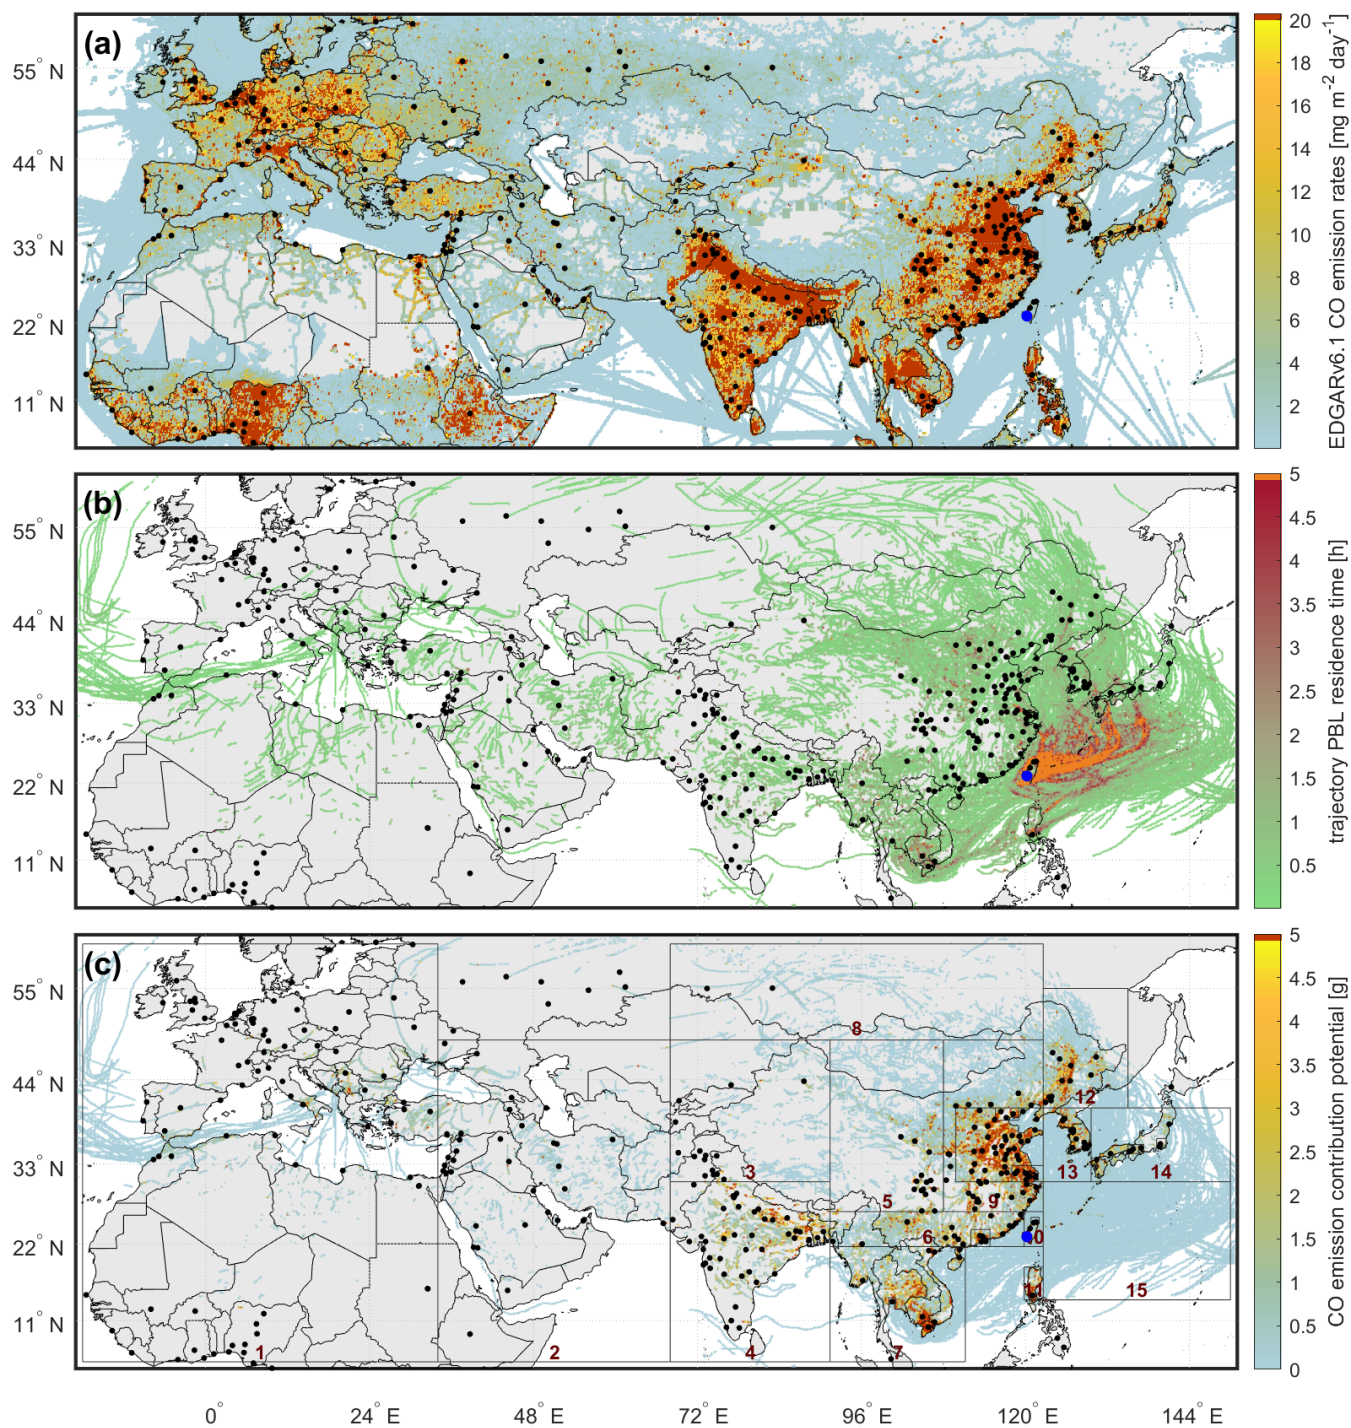 (a)
55° N
44° N
33° N
22° N
11° N
20
18
16
14
12
10
8
6
4
2
EDGARv6.1 CO emission rates [mg m-2 day-1]
(b)
55° N
44° N
33° N
22° N
11° N
5
4.5
4
3.5
3
2.5
2
1.5
1
0.5
trajectory PBL residence time [h]
(c)
55° N
44° N
33° N
22° N
11° N
8
12
3
13
14
5
9
6
10
11
15
1
2
4
7
5
4.5
4
3.5
3
2.5
2
1.5
1
0.5
0
CO emission contribution potential [g]
0° E
24° E
48° E
72° E
96° E
120° E
144° E